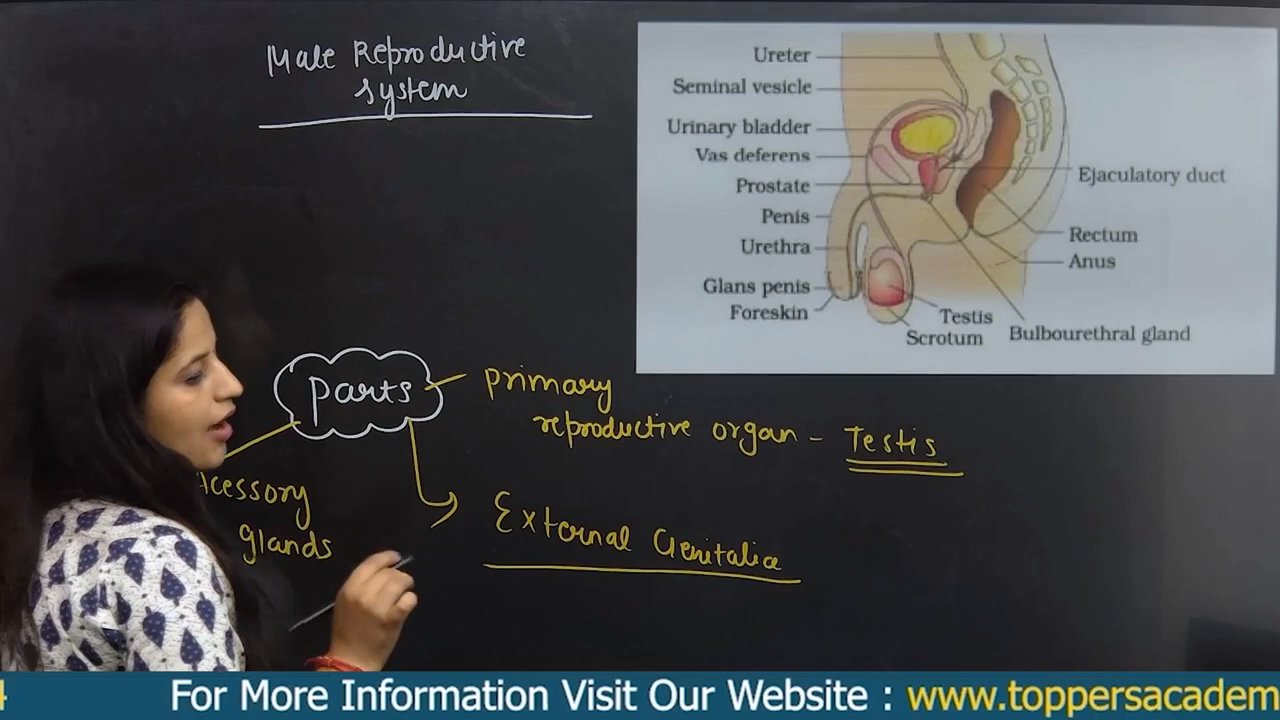 Male Reproductive
system
Ureter
Seminal vesicle
Urinary bladder
Vas deferens
Prostate
Penis
Urethra
Glans penis
Foreskin
Ejaculatory duct
Rectum
Anus
Testis
Scrotum
Bulbourethral gland
parts
primary
reproductive organ - Testis
Acessory
glands
External Genitalia
4
For More Information Visit Our Website : www.toppersacadem